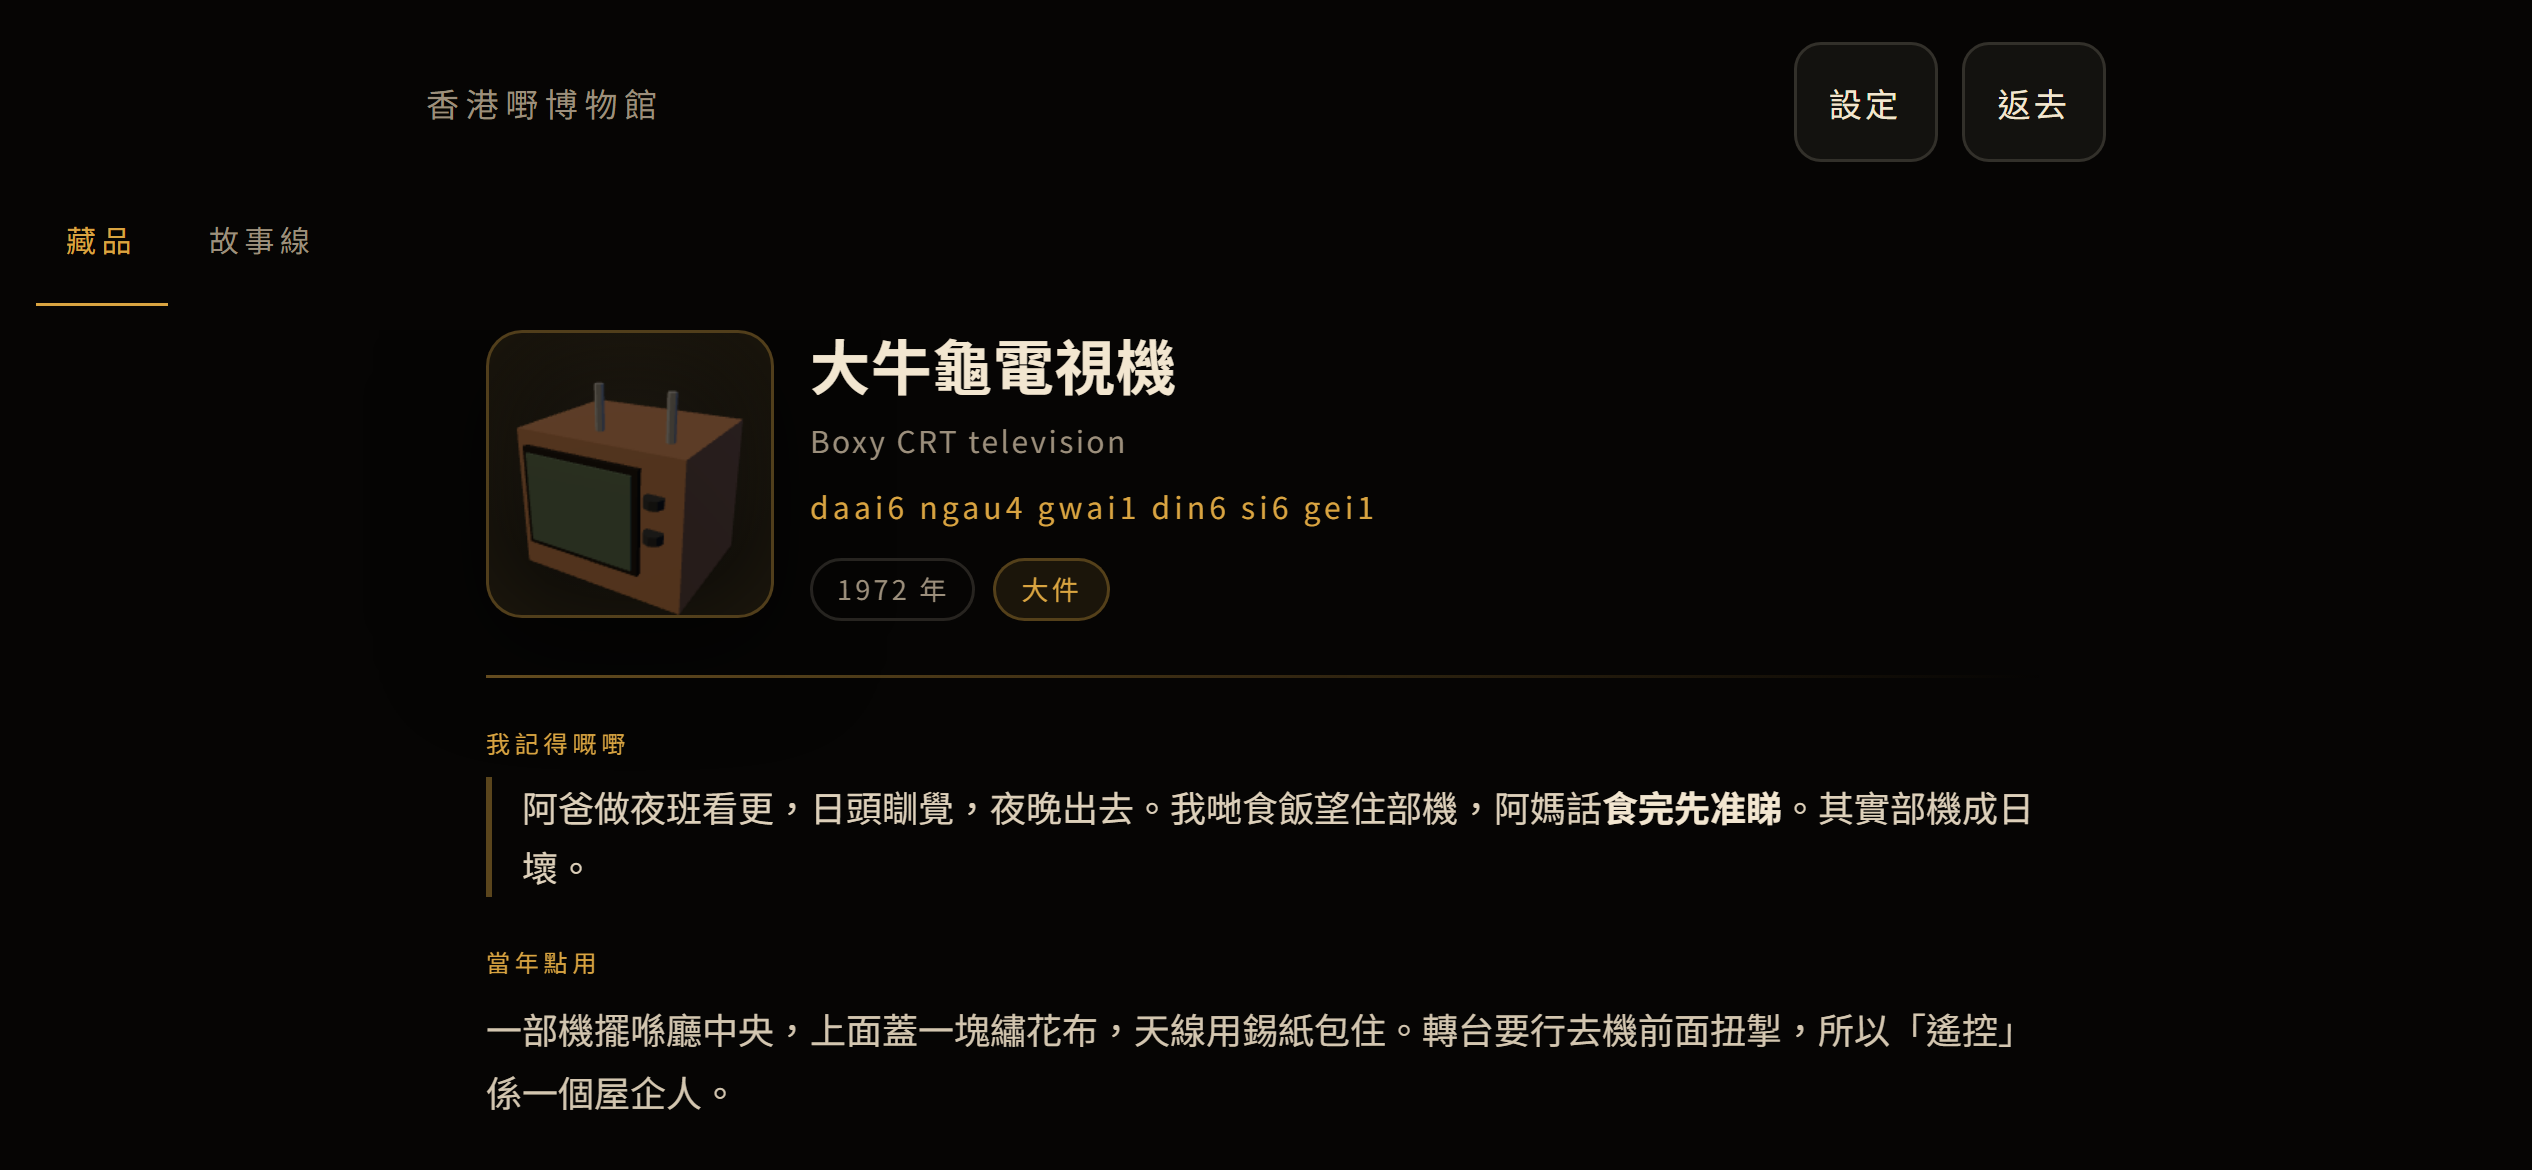 香港嘢博物館
設定
返去
藏品
故事線
大牛龜電視機
Boxy CRT television
daai6 ngau4 gwai1 din6 si6 gei1
1972 年
大件
我記得嘅嘢
阿爸做夜班看更，日頭瞓覺，夜晚出去。我哋食飯望住部機，阿媽話食完先准睇。其實部機成日
壞。
當年點用
一部機擺喺廳中央，上面蓋一塊繡花布，天線用錫紙包住。轉台要行去機前面扭掣，所以「遙控」
係一個屋企人。